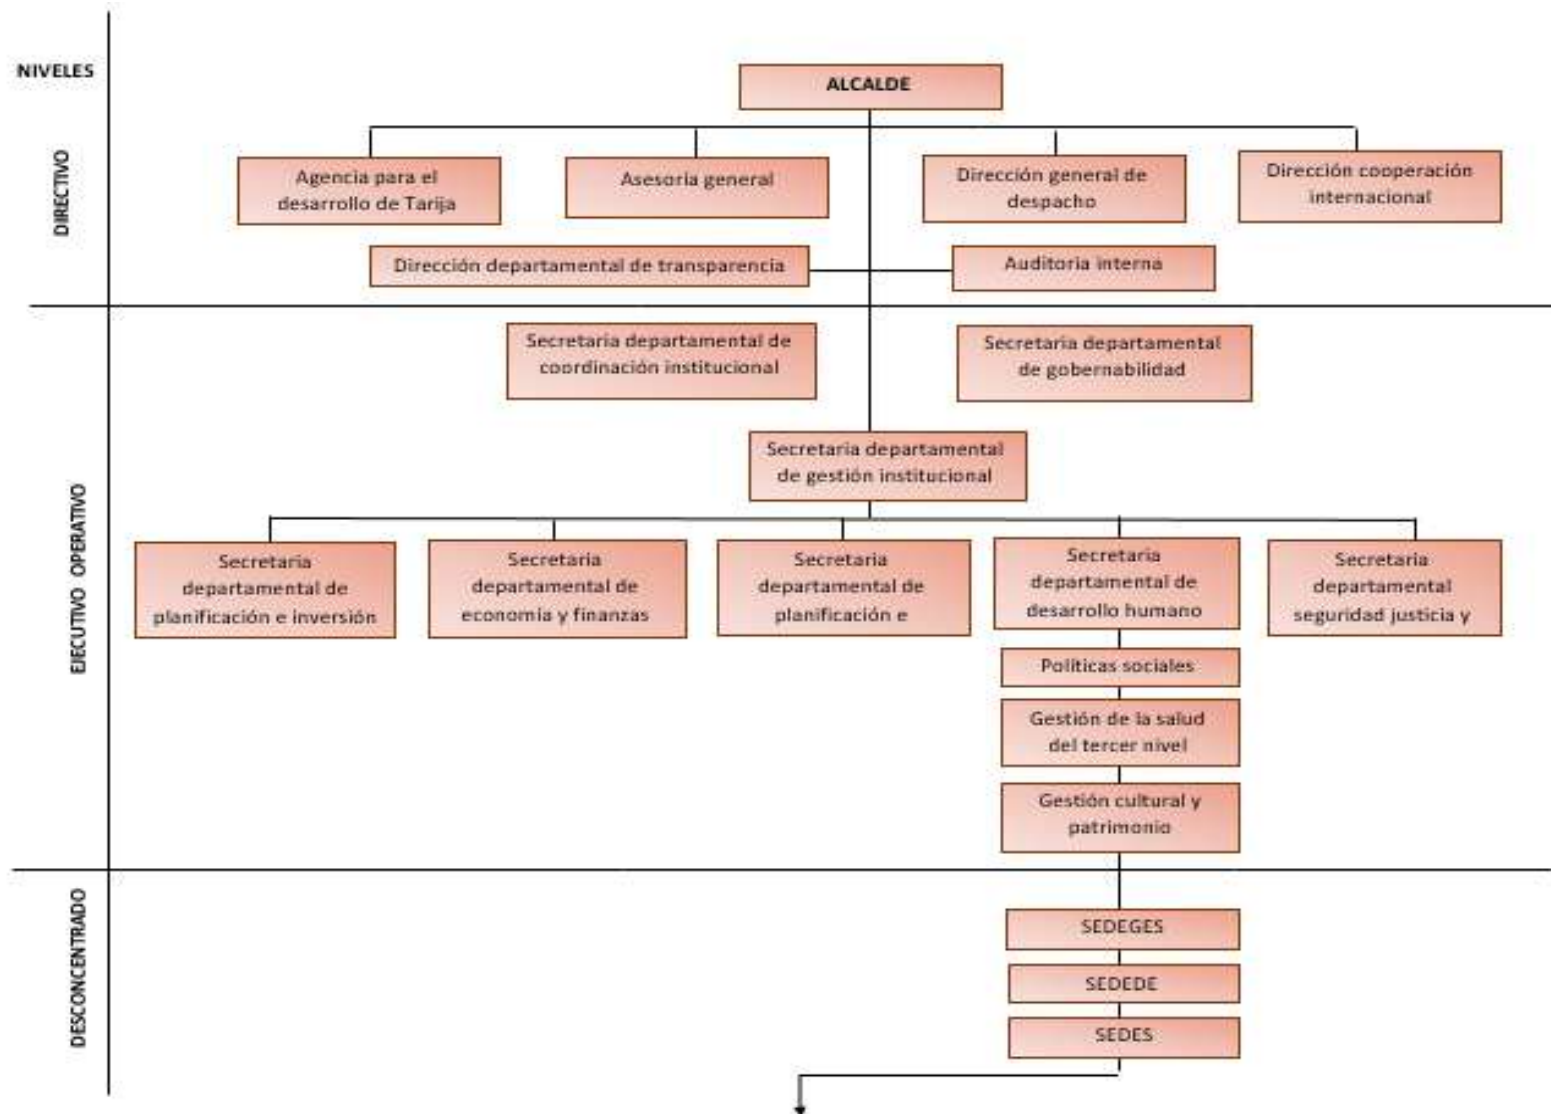 NIVELES
ALCALDE
DIRECTIVO
Agencia para el
desarrollo de Tarija
Asesoria general
Dirección general de
despacho
Dirección cooperación
internacional
Dirección departamental de transparencia
Auditoria interna
EJECUTIVO OPERATIVO
Secretaria departamental de
coordinación institucional
Secretaria departamental
de gobernabilidad
Secretaria departamental
de gestión institucional
Secretaria
departamental de
planificación e inversión
Secretaria
departamental de
economia y finanzas
Secretaria
departamental de
planificación e
Secretaria
departamental de
desarrollo humano
Secretaria
departamental
seguridad justicia y
Políticas sociales
Gestión de la salud
del tercer nivel
Gestión cultural y
patrimonio
DESCONCENTRADO
SEDEGES
SEDEDE
SEDES